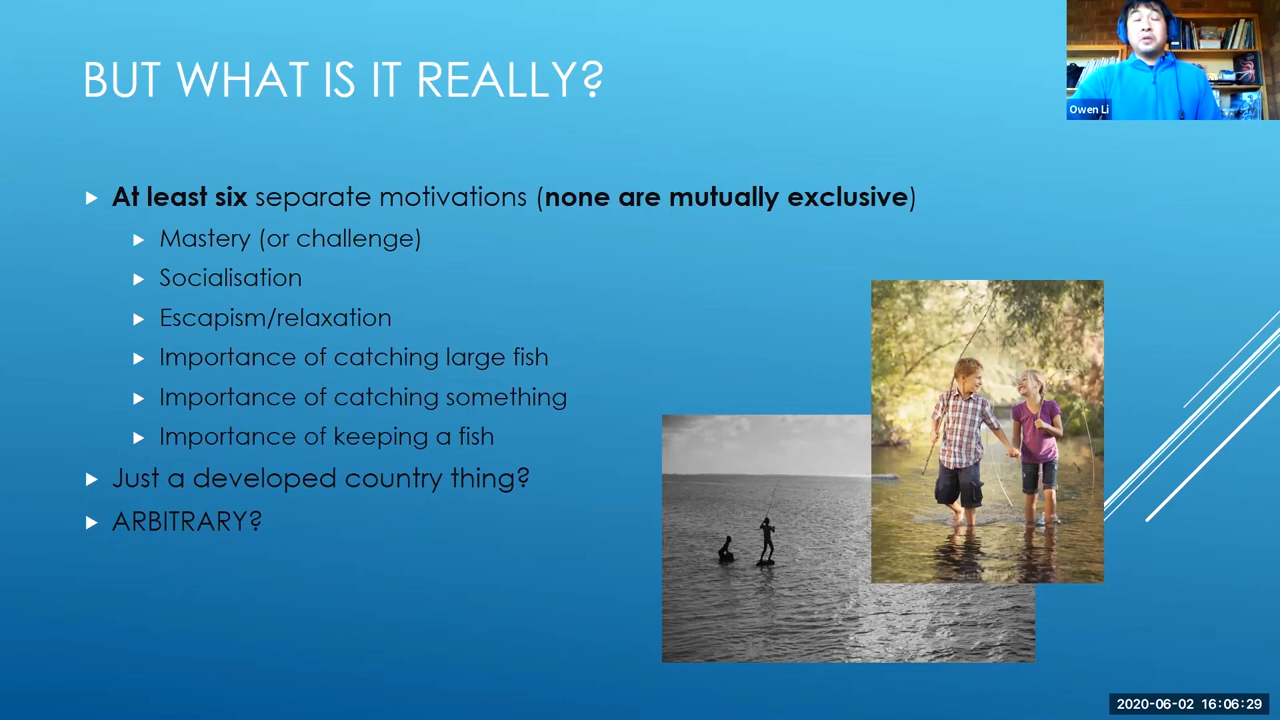 BUT WHAT IS IT REALLY?
Owen Li
At least six separate motivations (none are mutually exclusive)
Mastery (or challenge)
Socialisation
Escapism/relaxation
Importance of catching large fish
Importance of catching something
Importance of keeping a fish
Just a developed country thing?
ARBITRARY?
2020-06-02 16:06:29